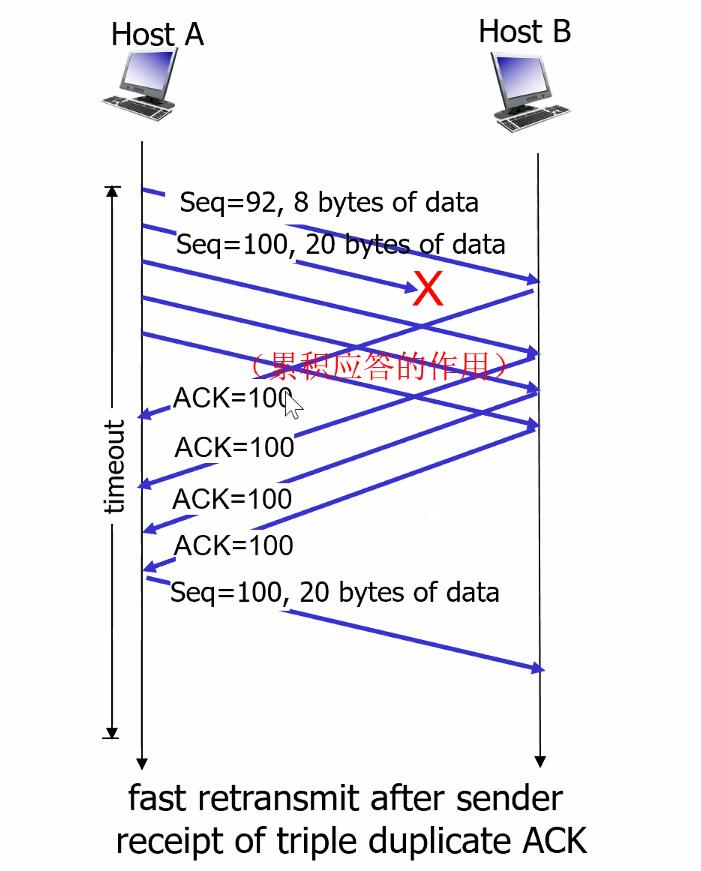 Host A
Host B
Seq=92, 8 bytes of data
Seq=100, 20 bytes of data
X
（累积应答的作用）
ACK=100
ACK=100
ACK=100
ACK=100
timeout
Seq=100, 20 bytes of data
fast retransmit after sender
receipt of triple duplicate ACK